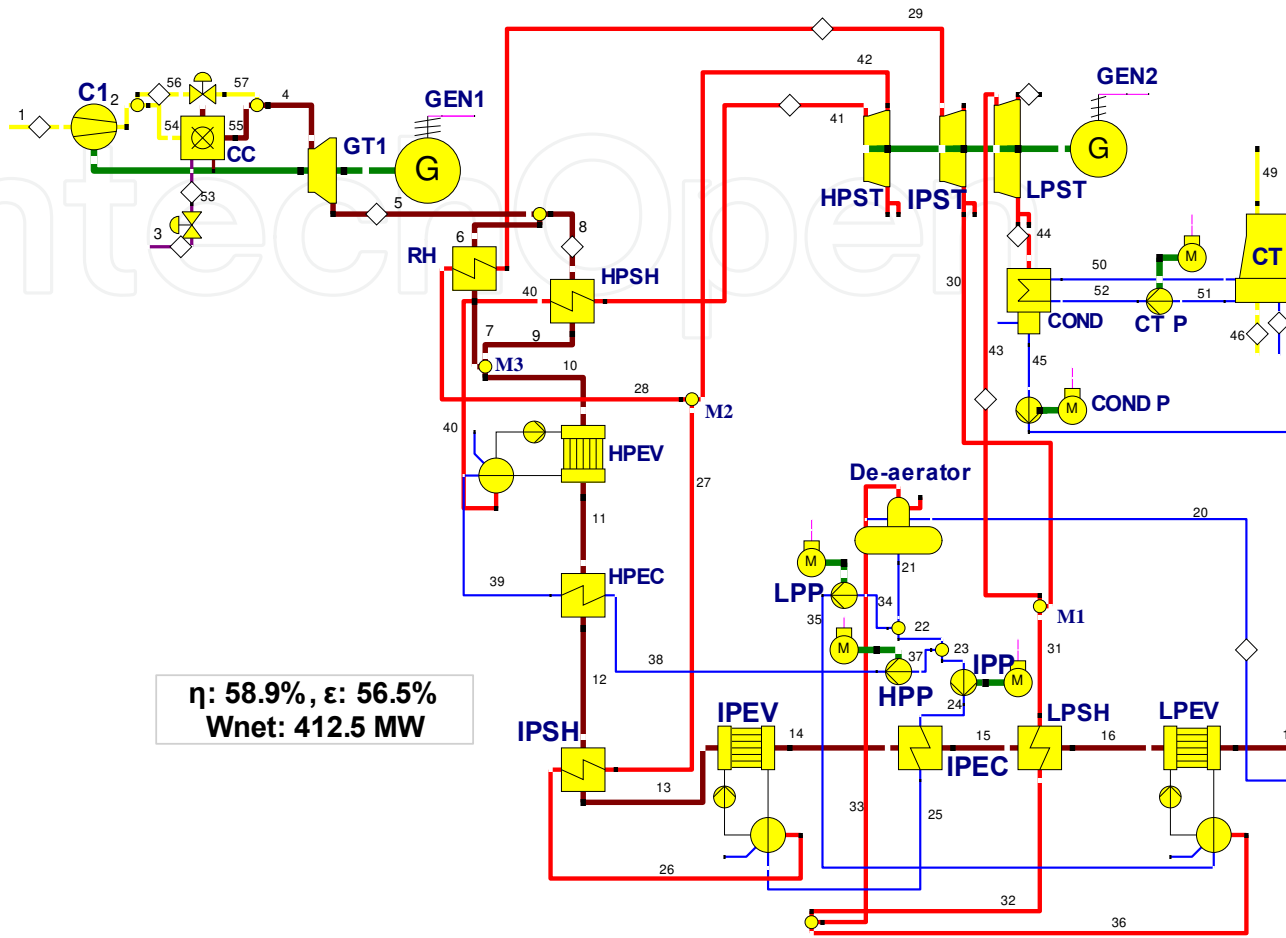 29
42
56
57
4
C1
2
GEN1
GEN2
1
54
55
CC
GT1
G
41
G
53
3
5
HPST
IPST
LPST
49
6
8
RH
44
M
CT
HPSH
40
50
30
52
51
COND
CT P
46
7
9
43
45
10
M3
28
M2
M
COND P
40
HPEV
De-aerator
27
20
11
M
21
39
HPEC
LPP
34
M1
35
22
M
37
23
IPP
31
38
HPP
M
12
24
η: 58.9%, ε: 56.5%
Wnet: 412.5 MW
IPSH
IPEV
LPSH
LPEV
14
15
16
IPEC
13
33
25
26
32
36